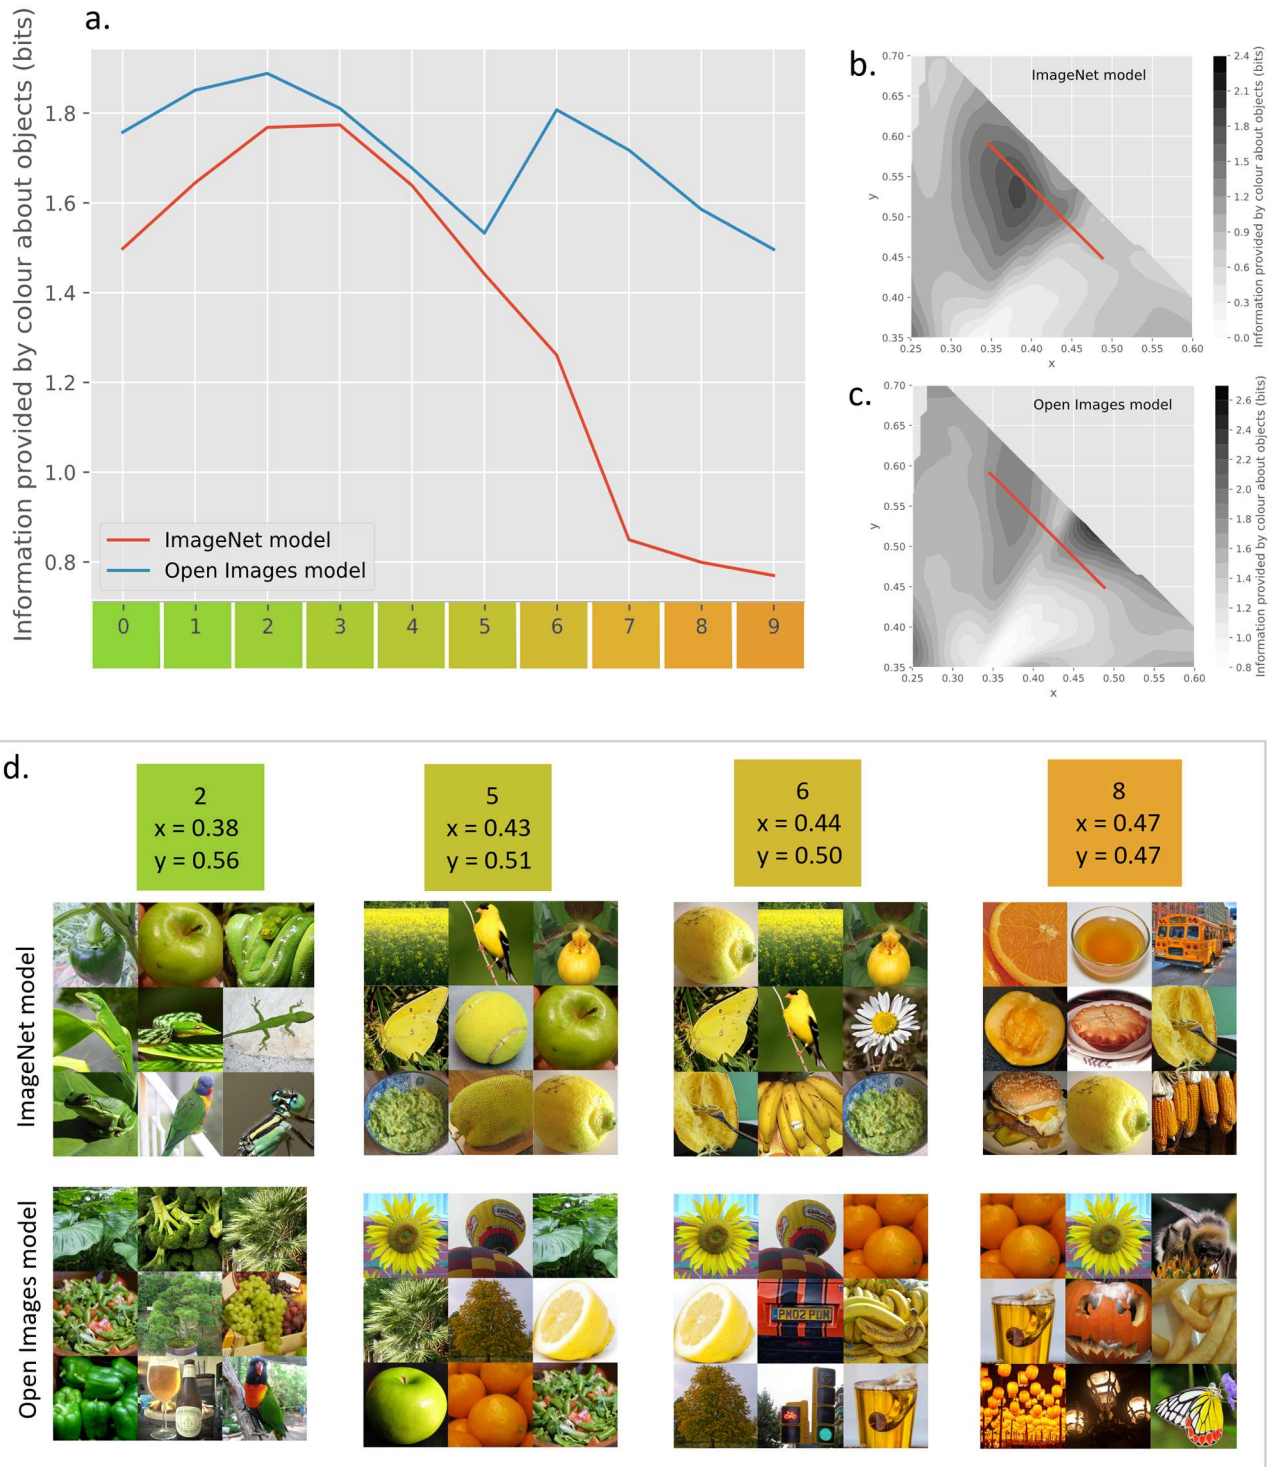 a.
Information provided by colour about objects (bits)
1.8
1.6
1.4
1.2
1.0
0.8
ImageNet model
Open Images model
0 1 2 3 4 5 6 7 8 9
b.
ImageNet model
0.70
0.65
0.60
0.55
0.50
0.45
0.40
0.35
y
0.25 0.30 0.35 0.40 0.45 0.50 0.55 0.60
x
2.4
2.1
1.8
1.5
1.2
0.9
0.6
0.3
0.0
Information provided by colour about objects (bits)
c.
Open Images model
0.70
0.65
0.60
0.55
0.50
0.45
0.40
0.35
y
0.25 0.30 0.35 0.40 0.45 0.50 0.55 0.60
x
2.6
2.4
2.2
2.0
1.8
1.6
1.4
1.2
1.0
0.8
Information provided by colour about objects (bits)
d.
2
x = 0.38
y = 0.56
5
x = 0.43
y = 0.51
6
x = 0.44
y = 0.50
8
x = 0.47
y = 0.47
ImageNet model
Open Images model
PM02 PDM